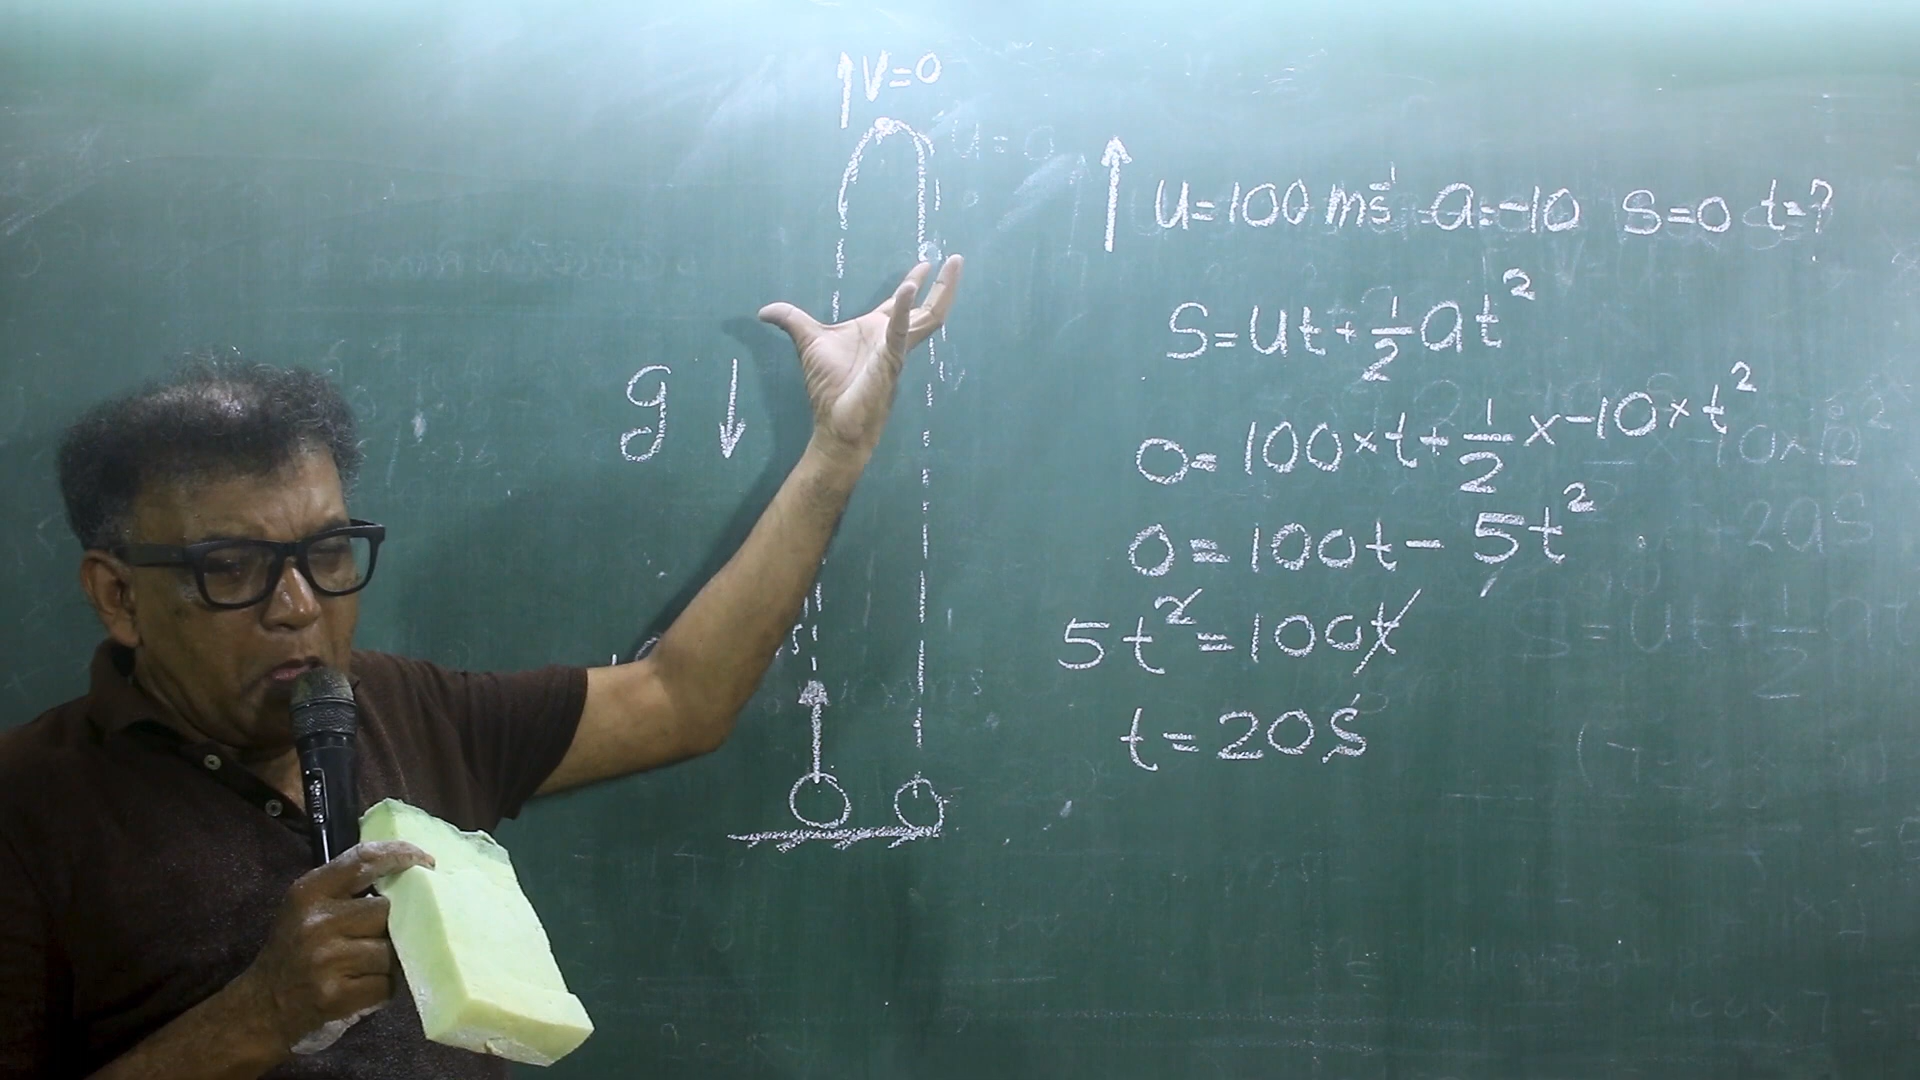 V=0
g
U=100 ms⁻¹ a=-10 S=0 t=?
S=Ut+½at²
0=100×t+½×-10×t²
0=100t-5t²
5t²=100t
t=20s